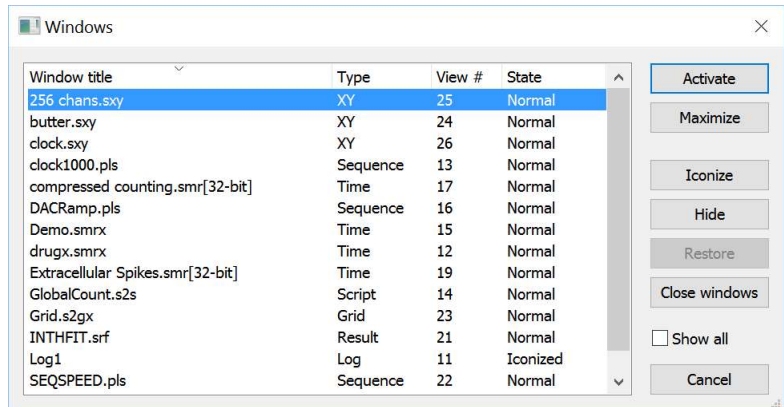 Windows
Window title Type View # State
256 chans.sxy XY 25 Normal
butter.sxy XY 24 Normal
clock.sxy XY 26 Normal
clock1000.pls Sequence 13 Normal
compressed counting.smr[32-bit] Time 17 Normal
DACRamp.pls Sequence 16 Normal
Demo.smrx Time 15 Normal
drugx.smrx Time 12 Normal
Extracellular Spikes.smr[32-bit] Time 19 Normal
GlobalCount.s2s Script 14 Normal
Grid.s2gx Grid 23 Normal
INTHFIT.srf Result 21 Normal
Log1 Log 11 Iconized
SEQSPEED.pls Sequence 22 Normal
Activate
Maximize
Iconize
Hide
Restore
Close windows
Show all
Cancel